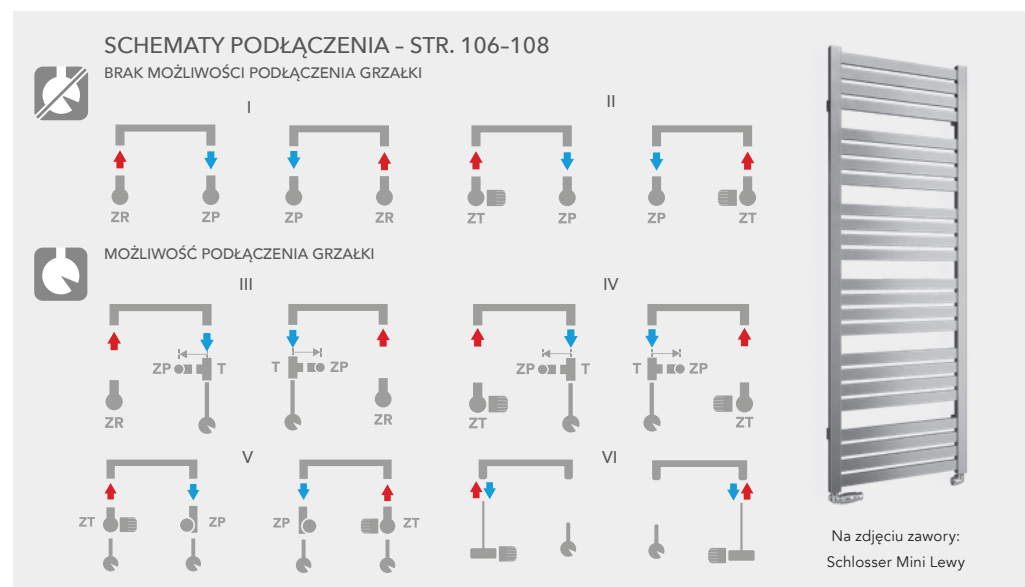 SCHEMATY PODŁĄCZENIA – STR. 106–108
BRAK MOŻLIWOŚCI PODŁĄCZENIA GRZAŁKI
I
II
ZR ZP ZP ZR ZT ZP ZP ZT
MOŻLIWOŚĆ PODŁĄCZENIA GRZAŁKI
III
IV
ZP T T ZP ZP T T ZP
ZR ZR ZT ZT
V
VI
ZT ZP ZP ZT
Na zdjęciu zawory:
Schlosser Mini Lewy